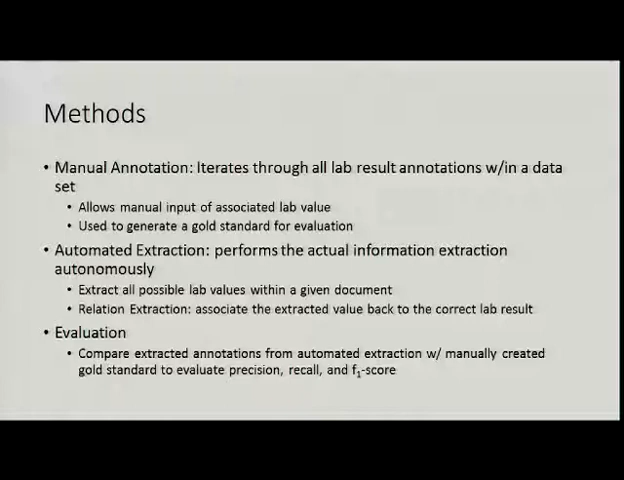 Methods
• Manual Annotation: Iterates through all lab result annotations w/in a data
set
• Allows manual input of associated lab value
• Used to generate a gold standard for evaluation
• Automated Extraction: performs the actual information extraction
autonomously
• Extract all possible lab values within a given document
• Relation Extraction: associate the extracted value back to the correct lab result
• Evaluation
• Compare extracted annotations from automated extraction w/ manually created
gold standard to evaluate precision, recall, and f₁-score